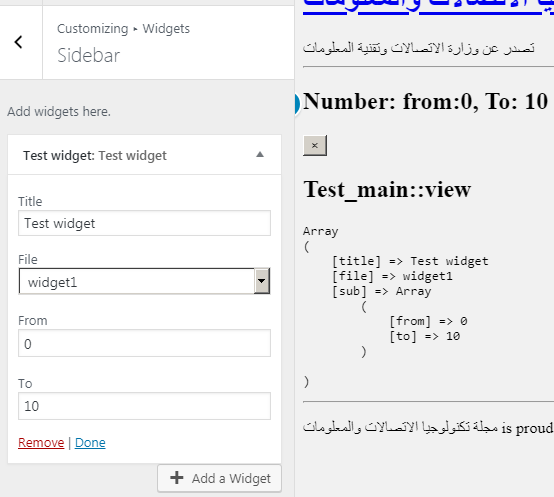 Customizing ▸ Widgets
Sidebar
Add widgets here.
Test widget: Test widget
Title
Test widget
File
widget1
From
0
To
10
Remove | Done
Add a Widget
الاتصالات والمعلومات
تصدر عن وزارة الاتصالات وتقنية المعلومات
Number: from:0, To: 10
×
Test_main::view
Array
(
[title] => Test widget
[file] => widget1
[sub] => Array
(
[from] => 0
[to] => 10
)
)
مجلة تكنولوجيا الاتصالات والمعلومات is proud